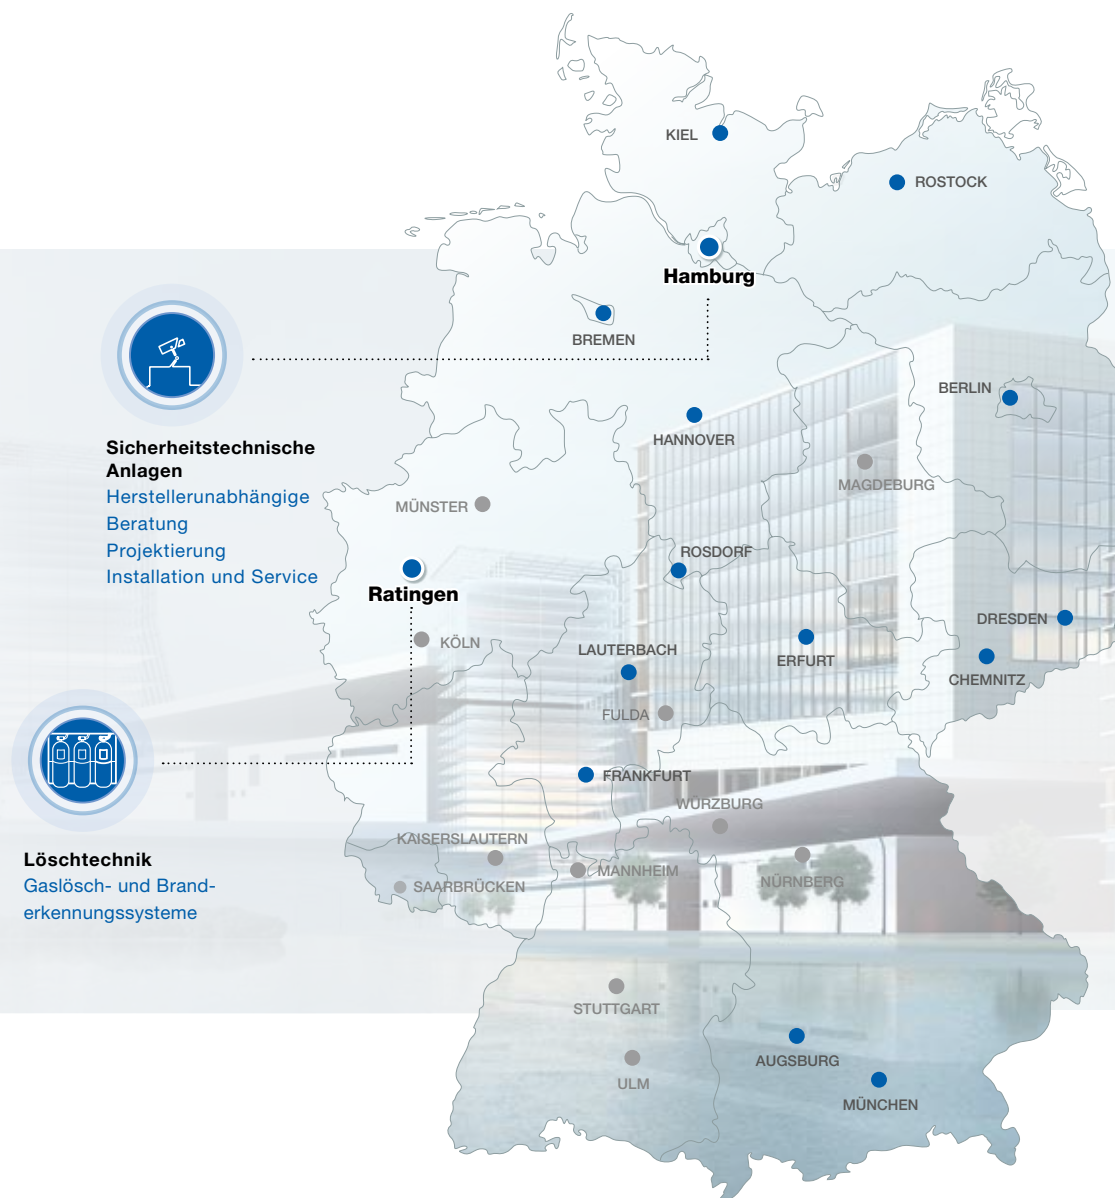 KIEL
ROSTOCK
Hamburg
BREMEN
BERLIN
HANNOVER
Sicherheitstechnische
Anlagen
Herstellerunabhängige
Beratung
Projektierung
Installation und Service
MAGDEBURG
MÜNSTER
ROSDORF
Ratingen
DRESDEN
KÖLN
LAUTERBACH
ERFURT
CHEMNITZ
FULDA
FRANKFURT
WÜRZBURG
KAISERSLAUTERN
MANNHEIM
NÜRNBERG
SAARBRÜCKEN
Löschtechnik
Gaslösch- und Brand-
erkennungssysteme
STUTTGART
AUGSBURG
ULM
MÜNCHEN